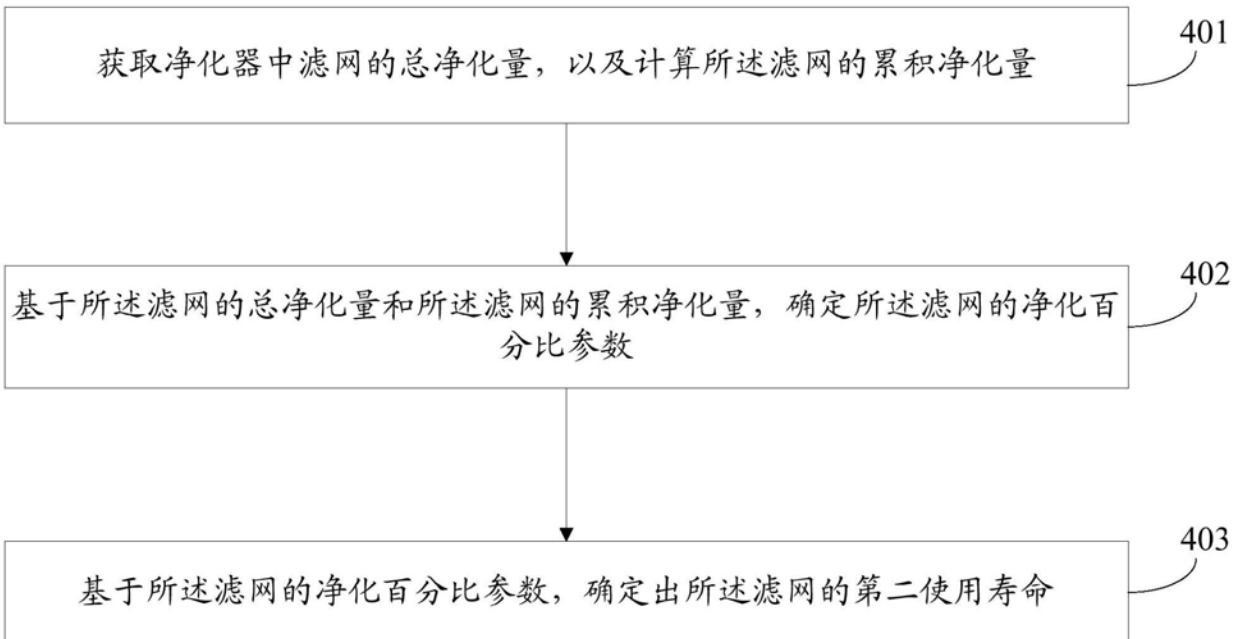 获取净化器中滤网的总净化量，以及计算所述滤网的累积净化量
401
基于所述滤网的总净化量和所述滤网的累积净化量，确定所述滤网的净化百
分比参数
402
基于所述滤网的净化百分比参数，确定出所述滤网的第二使用寿命
403